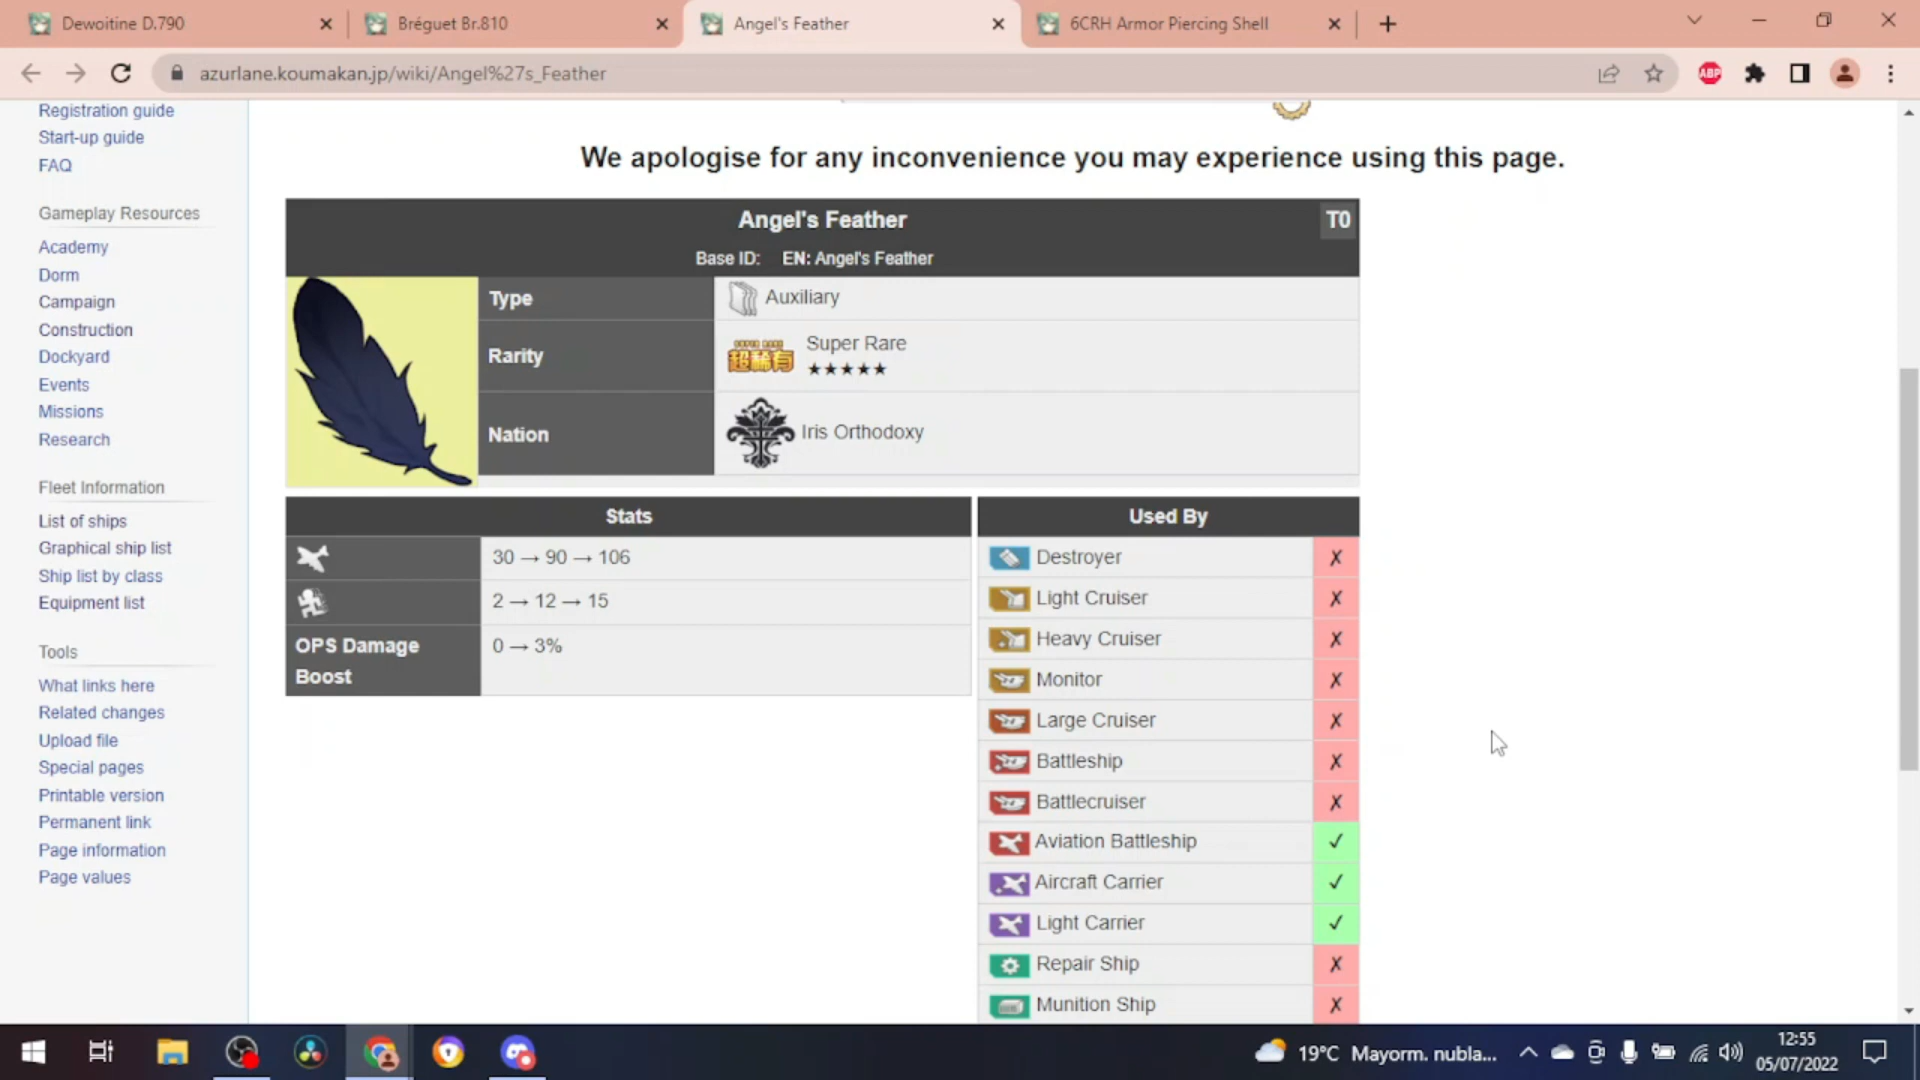 Dewoitine D.790
Bréguet Br.810
Angel's Feather
6CRH Armor Piercing Shell
azurlane.koumakan.jp/wiki/Angel%27s_Feather
ABP
Registration guide
Start-up guide
FAQ
Gameplay Resources
Academy
Dorm
Campaign
Construction
Dockyard
Events
Missions
Research
Fleet Information
List of ships
Graphical ship list
Ship list by class
Equipment list
Tools
What links here
Related changes
Upload file
Special pages
Printable version
Permanent link
Page information
Page values
We apologise for any inconvenience you may experience using this page.
Angel's Feather T0
Base ID: EN: Angel's Feather
Type Auxiliary
Rarity SUPER RARE 超稀有 Super Rare
★★★★★
Nation Iris Orthodoxy
Stats
30 → 90 → 106
2 → 12 → 15
OPS Damage Boost 0 → 3%
Used By
Destroyer ✗
Light Cruiser ✗
Heavy Cruiser ✗
Monitor ✗
Large Cruiser ✗
Battleship ✗
Battlecruiser ✗
Aviation Battleship ✓
Aircraft Carrier ✓
Light Carrier ✓
Repair Ship ✗
Munition Ship ✗
19°C Mayorm. nubla...
12:55
05/07/2022